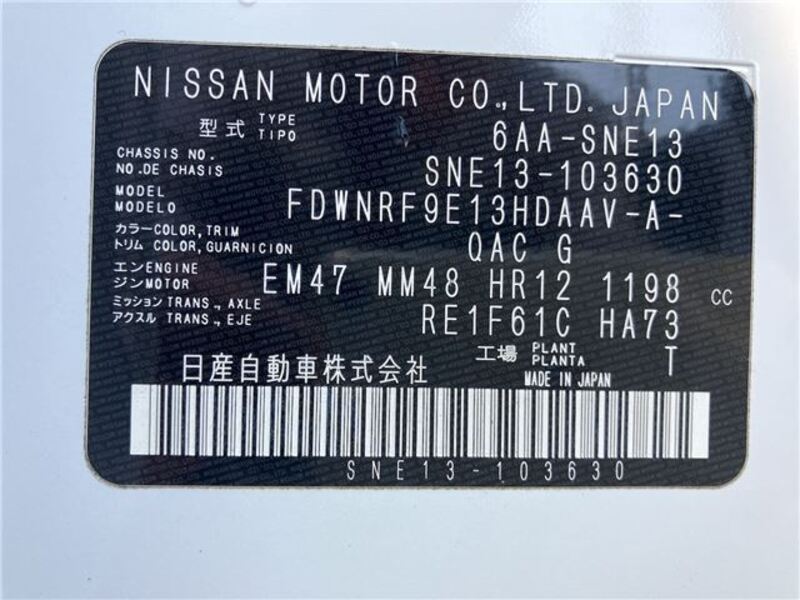 NISSAN MOTOR CO.,LTD. JAPAN
型式 TYPE TIPO 6AA-SNE13
CHASSIS NO.
NO.DE CHASIS SNE13-103630
MODEL
MODELO FDWNRF9E13HDAAV-A-
カラーCOLOR, TRIM
トリム COLOR, GUARNICION QAC G
エンENGINE
ジンMOTOR EM47 MM48 HR12 1198 CC
ミッション TRANS., AXLE
アクスル TRANS., EJE RE1F61C HA73
工場 PLANT PLANTA T
日産自動車株式会社 MADE IN JAPAN
SNE13-103630